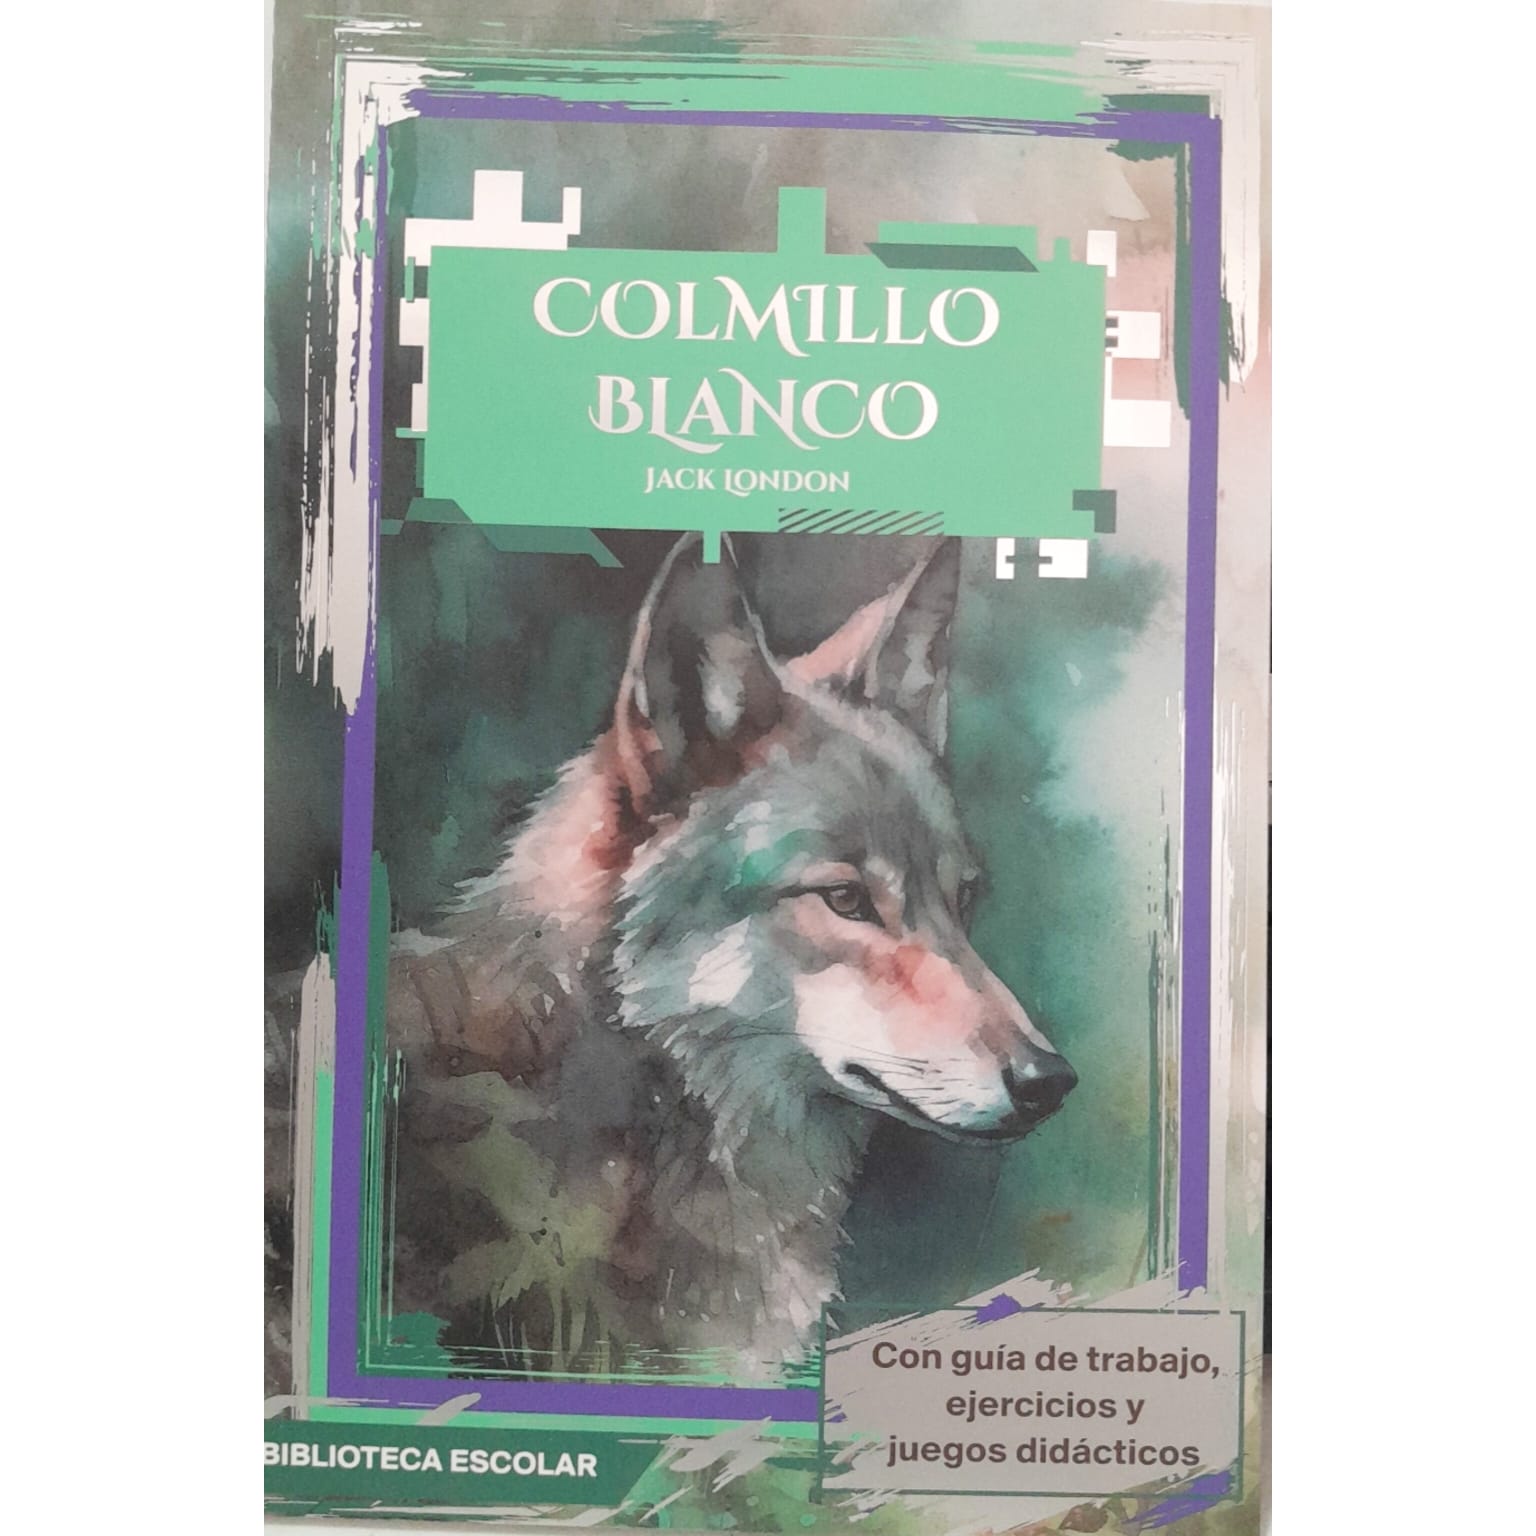 COLMILLO
BLANCO
JACK LONDON
Con guía de trabajo,
ejercicios y
juegos didácticos
BIBLIOTECA ESCOLAR